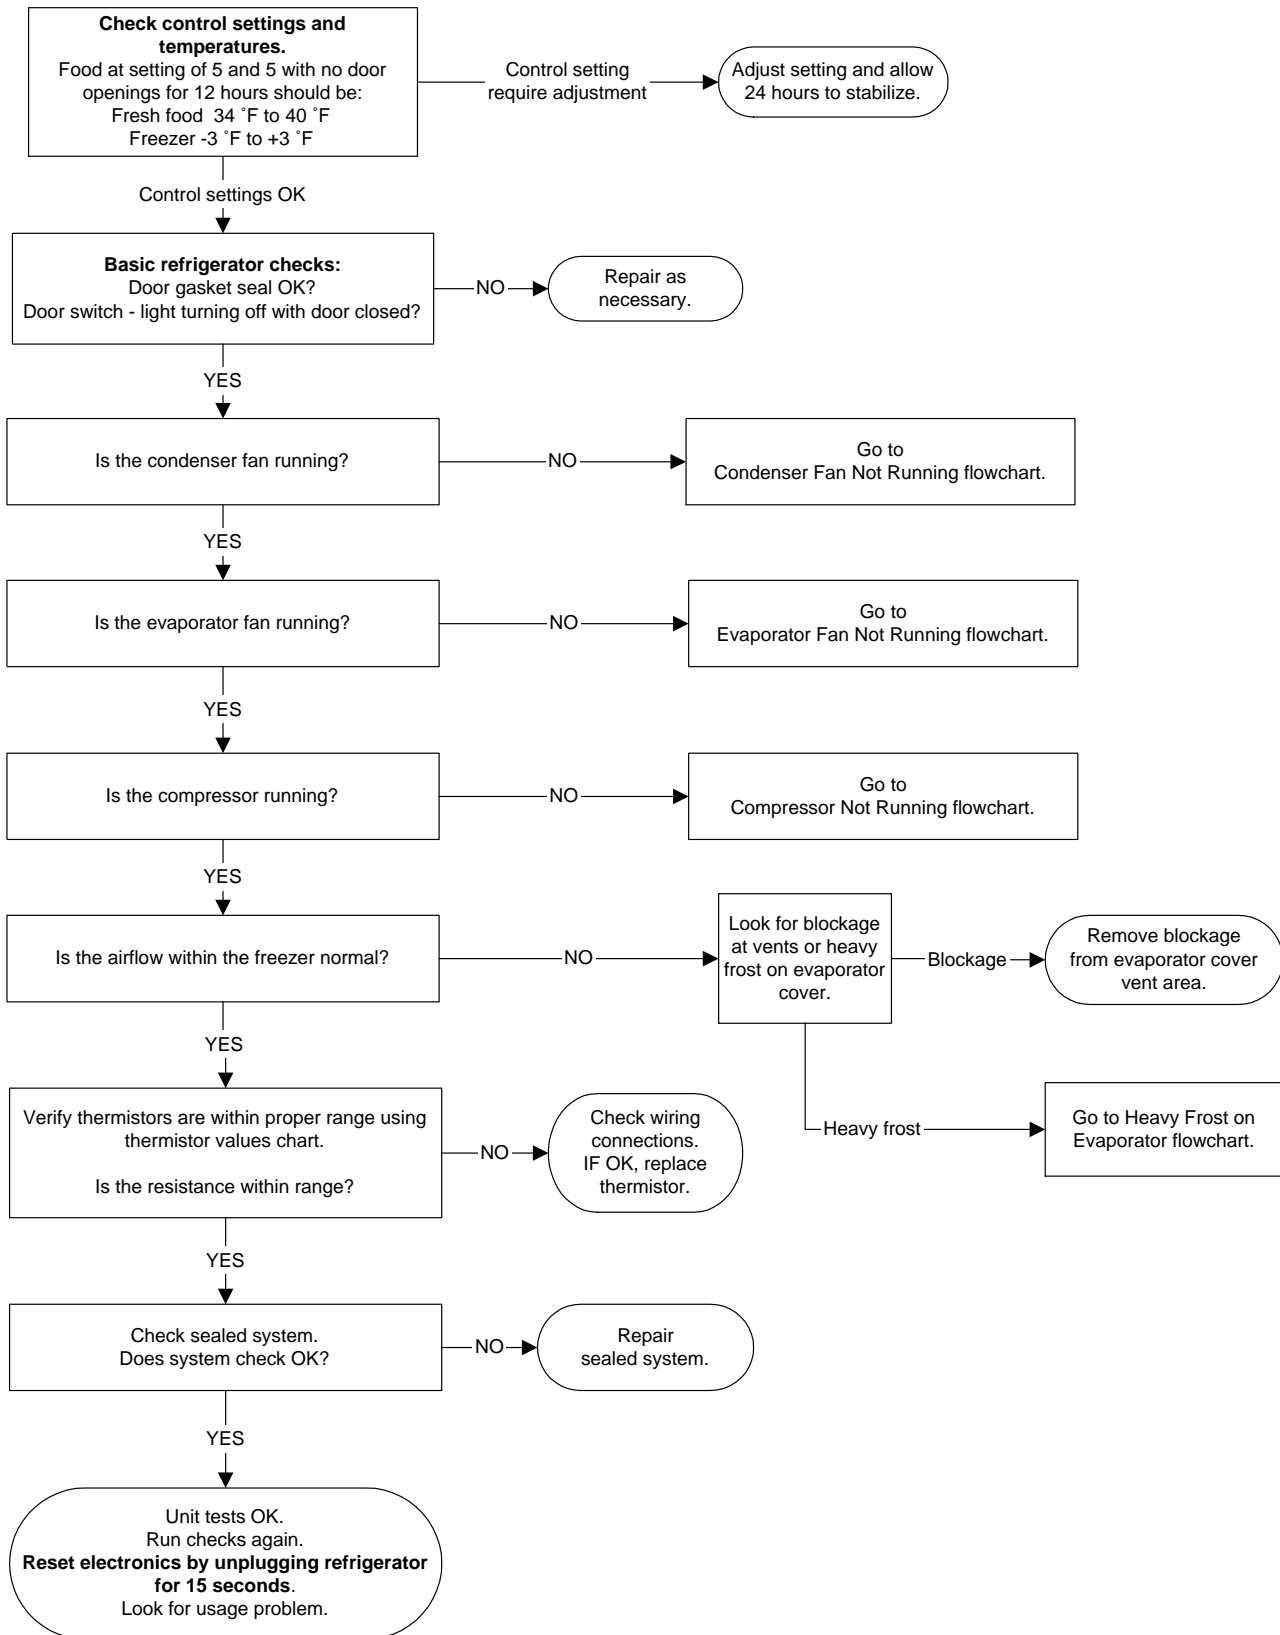 Check control settings and
temperatures.
Food at setting of 5 and 5 with no door
openings for 12 hours should be:
Fresh food  34 ˚F to 40 ˚F
Freezer -3 ˚F to +3 ˚F
Control setting
require adjustment
Adjust setting and allow
24 hours to stabilize.
Control settings OK
Basic refrigerator checks:
Door gasket seal OK?
Door switch - light turning off with door closed?
NO
Repair as
necessary.
YES
Is the condenser fan running?
NO
Go to
Condenser Fan Not Running flowchart.
YES
Is the evaporator fan running?
NO
Go to
Evaporator Fan Not Running flowchart.
YES
Is the compressor running?
NO
Go to
Compressor Not Running flowchart.
YES
Is the airflow within the freezer normal?
NO
Look for blockage
at vents or heavy
frost on evaporator
cover.
Blockage
Remove blockage
from evaporator cover
vent area.
Heavy frost
Go to Heavy Frost on
Evaporator flowchart.
YES
Verify thermistors are within proper range using
thermistor values chart.
Is the resistance within range?
NO
Check wiring
connections.
IF OK, replace
thermistor.
YES
Check sealed system.
Does system check OK?
NO
Repair
sealed system.
YES
Unit tests OK.
Run checks again.
Reset electronics by unplugging refrigerator
for 15 seconds.
Look for usage problem.